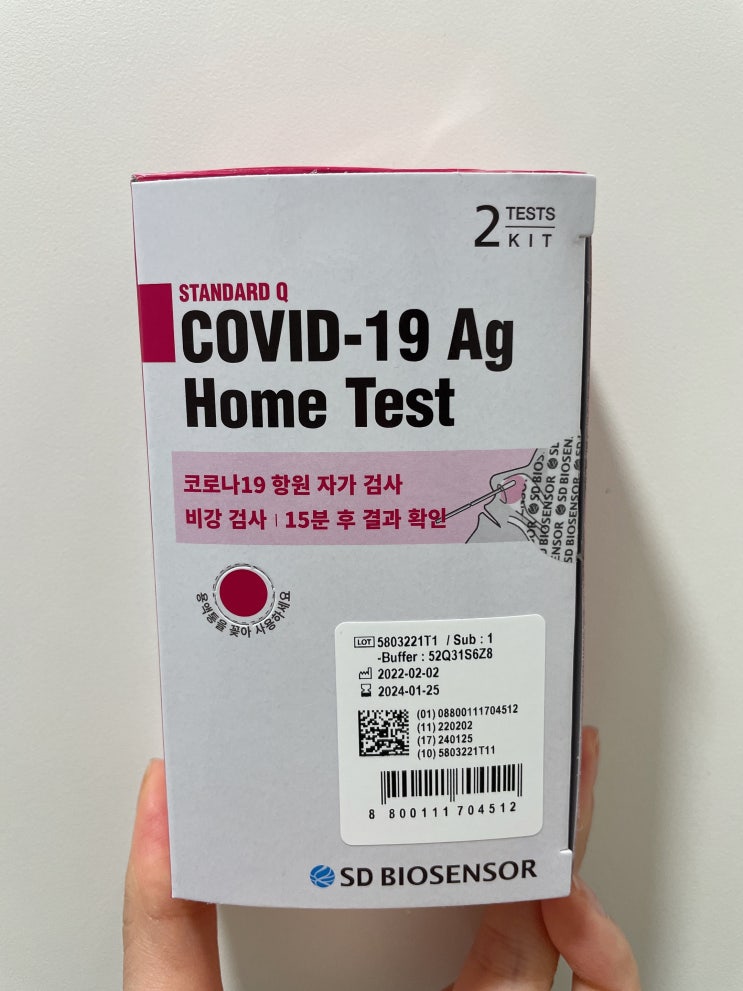 2 TESTS
KIT
STANDARD Q
COVID-19 Ag
Home Test
코로나19 항원 자가 검사
비강 검사 | 15분 후 결과 확인
용액통을 꽂아 사용하세요
SD BIOSENSOR
LOT 5803221T1 / Sub : 1
-Buffer : 52Q31S6Z8
2022-02-02
2024-01-25
(01) 08800111704512
(11) 220202
(17) 240125
(10) 5803221T11
8 800111 704512
SD BIOSENSOR